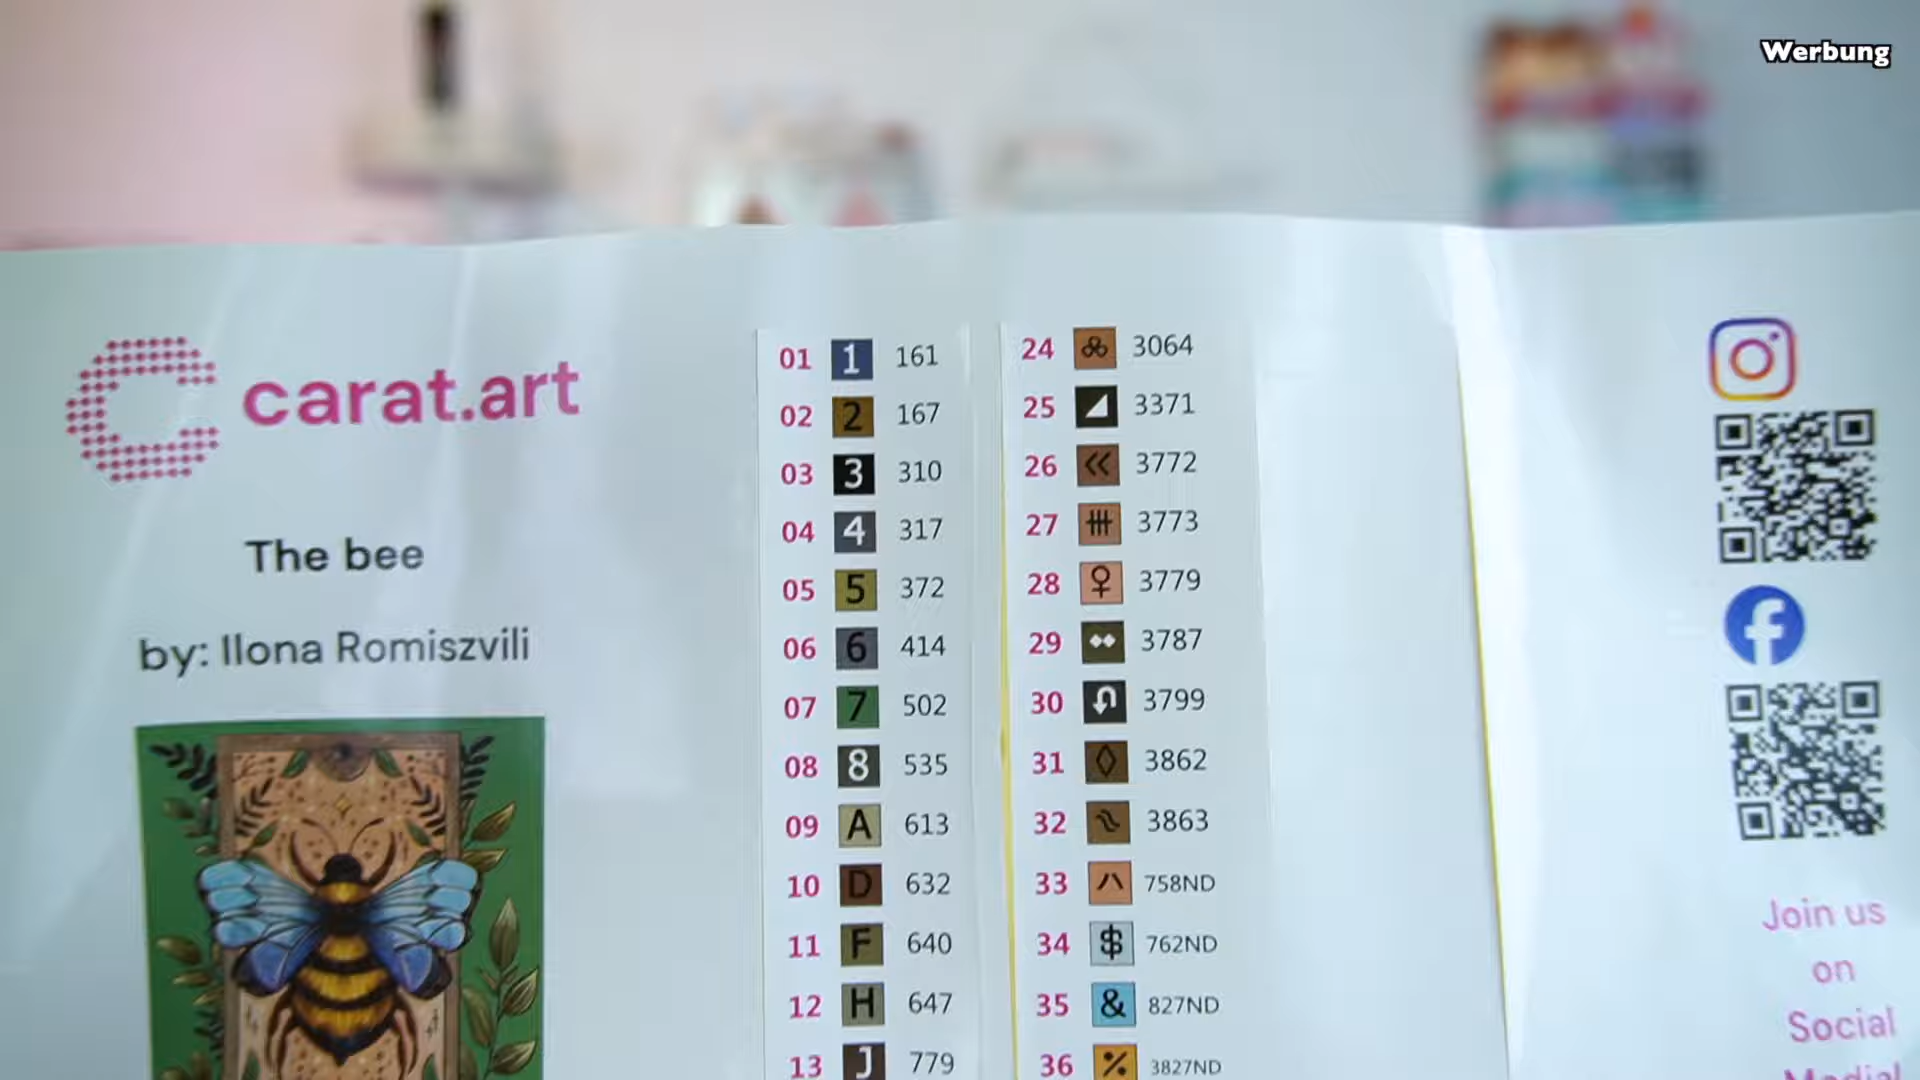 Werbung
carat.art
The bee
by: Ilona Romiszvili
01 1 161
02 2 167
03 3 310
04 4 317
05 5 372
06 6 414
07 7 502
08 8 535
09 A 613
10 D 632
11 F 640
12 H 647
13 J 779
24 3064
25 3371
26 3772
27 3773
28 ♀ 3779
29 3787
30 3799
31 3862
32 3863
33 758ND
34 $ 762ND
35 & 827ND
36 % 3827ND
Join us
on
Social
Media!